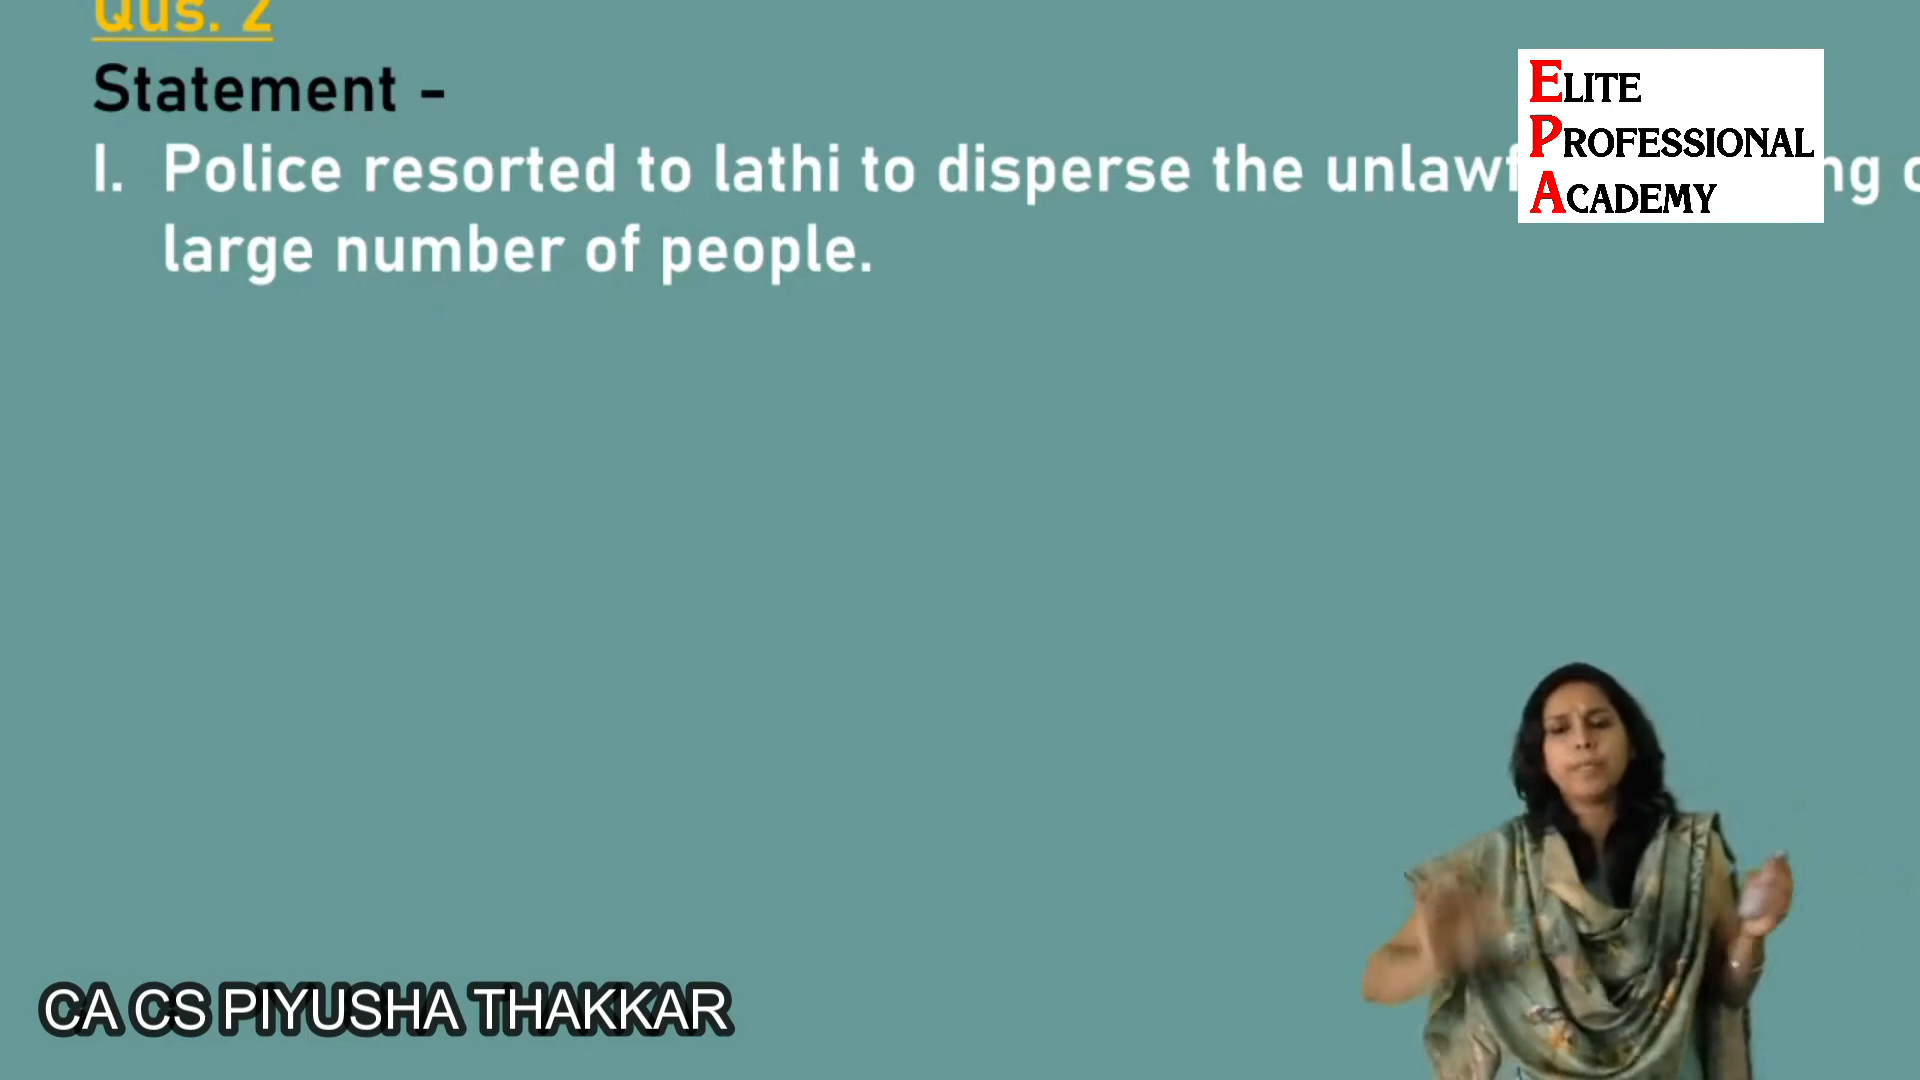 Qus. 2
Statement -
I. Police resorted to lathi to disperse the
large number of people.
ELITE
PROFESSIONAL
ACADEMY
CA CS PIYUSHA THAKKAR